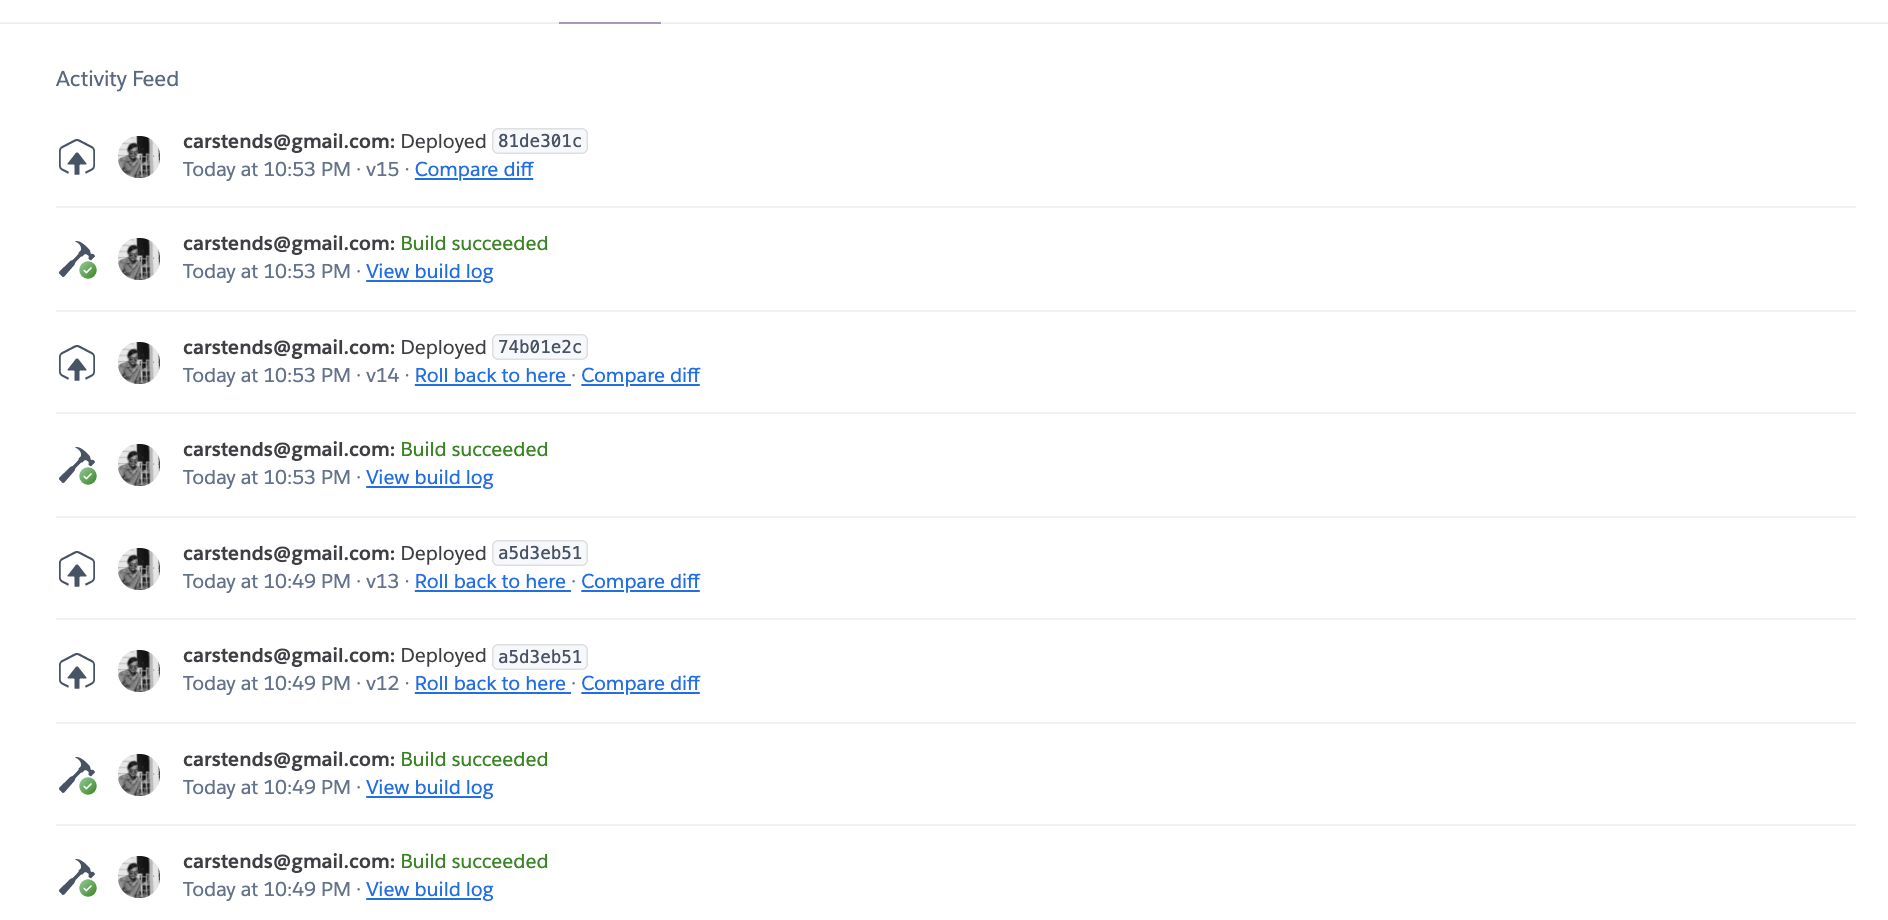 Activity Feed
carstends@gmail.com: Deployed 81de301c
Today at 10:53 PM · v15 · Compare diff
carstends@gmail.com: Build succeeded
Today at 10:53 PM · View build log
carstends@gmail.com: Deployed 74b01e2c
Today at 10:53 PM · v14 · Roll back to here · Compare diff
carstends@gmail.com: Build succeeded
Today at 10:53 PM · View build log
carstends@gmail.com: Deployed a5d3eb51
Today at 10:49 PM · v13 · Roll back to here · Compare diff
carstends@gmail.com: Deployed a5d3eb51
Today at 10:49 PM · v12 · Roll back to here · Compare diff
carstends@gmail.com: Build succeeded
Today at 10:49 PM · View build log
carstends@gmail.com: Build succeeded
Today at 10:49 PM · View build log